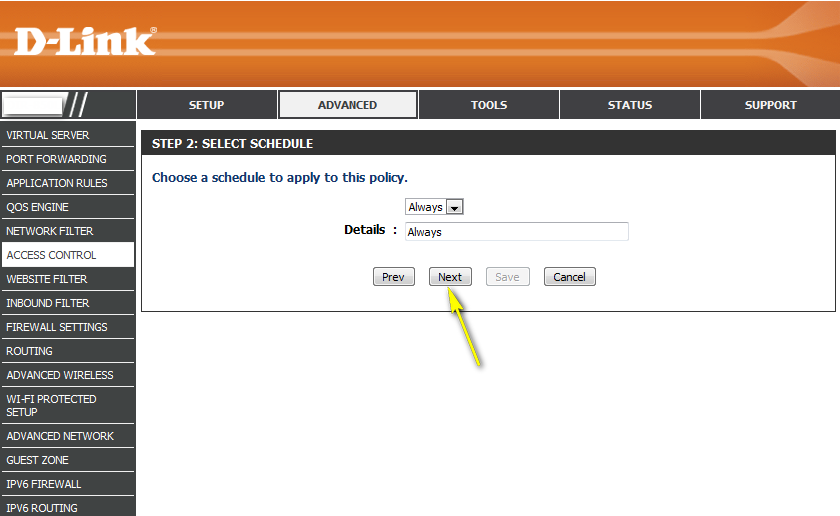 D-Link®
SETUP
ADVANCED
TOOLS
STATUS
SUPPORT
VIRTUAL SERVER
PORT FORWARDING
APPLICATION RULES
QOS ENGINE
NETWORK FILTER
ACCESS CONTROL
WEBSITE FILTER
INBOUND FILTER
FIREWALL SETTINGS
ROUTING
ADVANCED WIRELESS
WI-FI PROTECTED
SETUP
ADVANCED NETWORK
GUEST ZONE
IPV6 FIREWALL
IPV6 ROUTING
STEP 2: SELECT SCHEDULE
Choose a schedule to apply to this policy.
Always
Details : Always
Prev Next Save Cancel